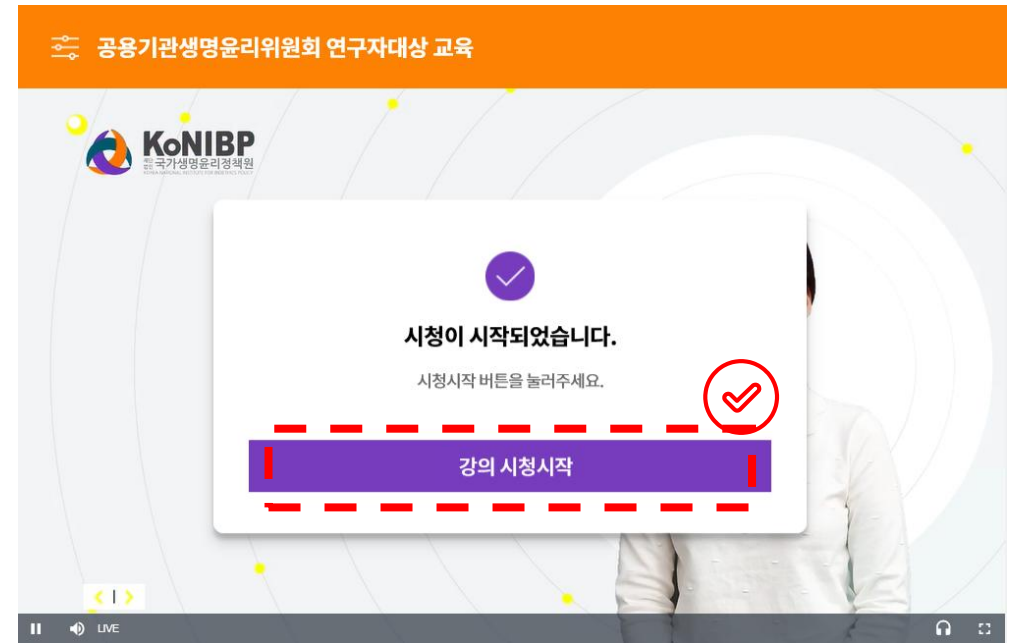 공용기관생명윤리위원회 연구자대상 교육
KoNIBP
국가생명윤리정책원
시청이 시작되었습니다.
시청시작 버튼을 눌러주세요.
강의 시청시작
LIVE